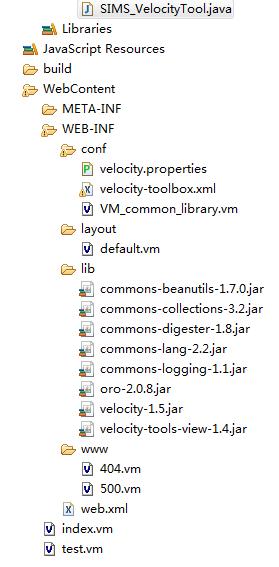 SIMS_VelocityTool.java
Libraries
JavaScript Resources
build
WebContent
META-INF
WEB-INF
conf
velocity.properties
velocity-toolbox.xml
VM_common_library.vm
layout
default.vm
lib
commons-beanutils-1.7.0.jar
commons-collections-3.2.jar
commons-digester-1.8.jar
commons-lang-2.2.jar
commons-logging-1.1.jar
oro-2.0.8.jar
velocity-1.5.jar
velocity-tools-view-1.4.jar
www
404.vm
500.vm
web.xml
index.vm
test.vm